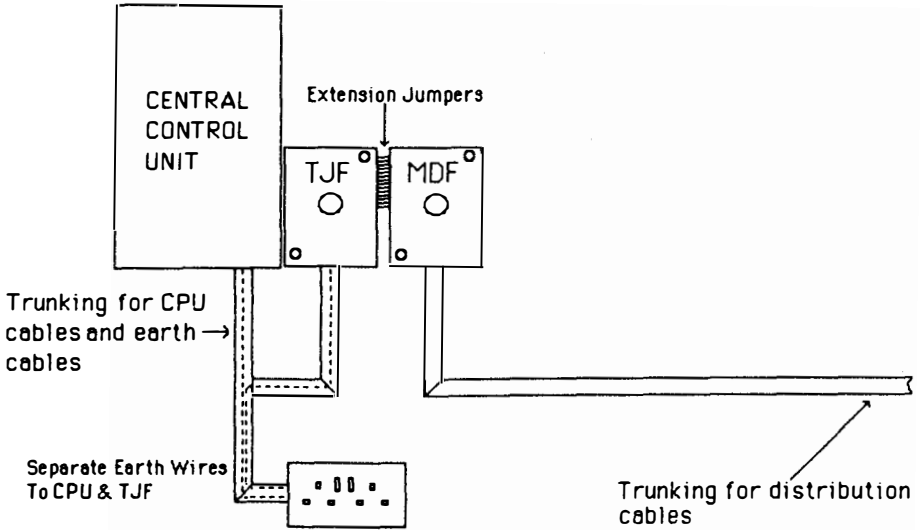 CENTRAL
CONTROL
UNIT
Extension Jumpers
TJF
MDF
Trunking for CPU
cables and earth
cables
Separate Earth Wires
To CPU & TJF
Trunking for distribution
cables